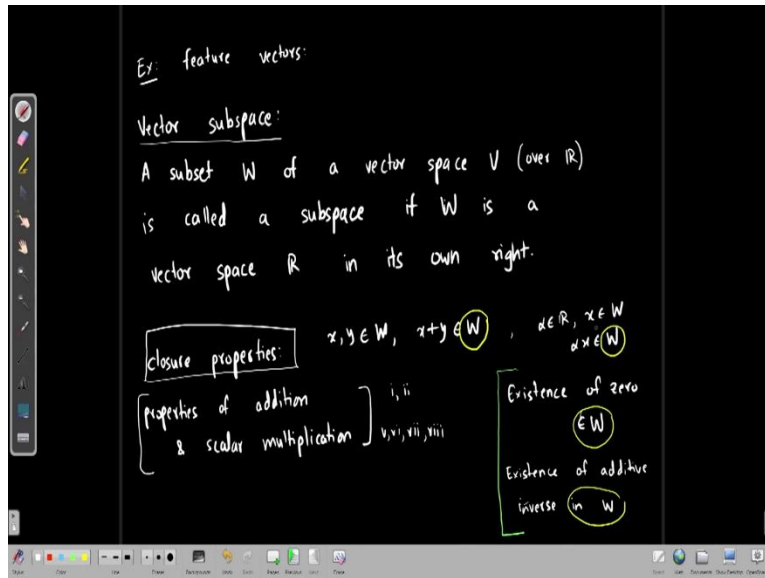 Ex: feature vectors:
Vector subspace:
A subset W of a vector space V (over ℝ)
is called a subspace if W is a
vector space ℝ in its own right.
closure properties: x, y ∈ W, x+y ∈ W, α ∈ ℝ, x ∈ W
αx ∈ W
properties of addition i, ii
& scalar multiplication v, vi, vii, viii
Existence of zero
∈ W
Existence of additive
inverse in W